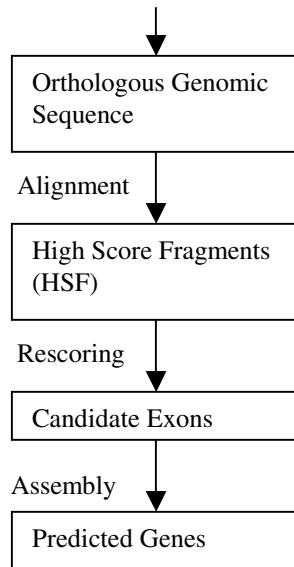 Orthologous Genomic
Sequence
Alignment
High Score Fragments
(HSF)
Rescoring
Candidate Exons
Assembly
Predicted Genes